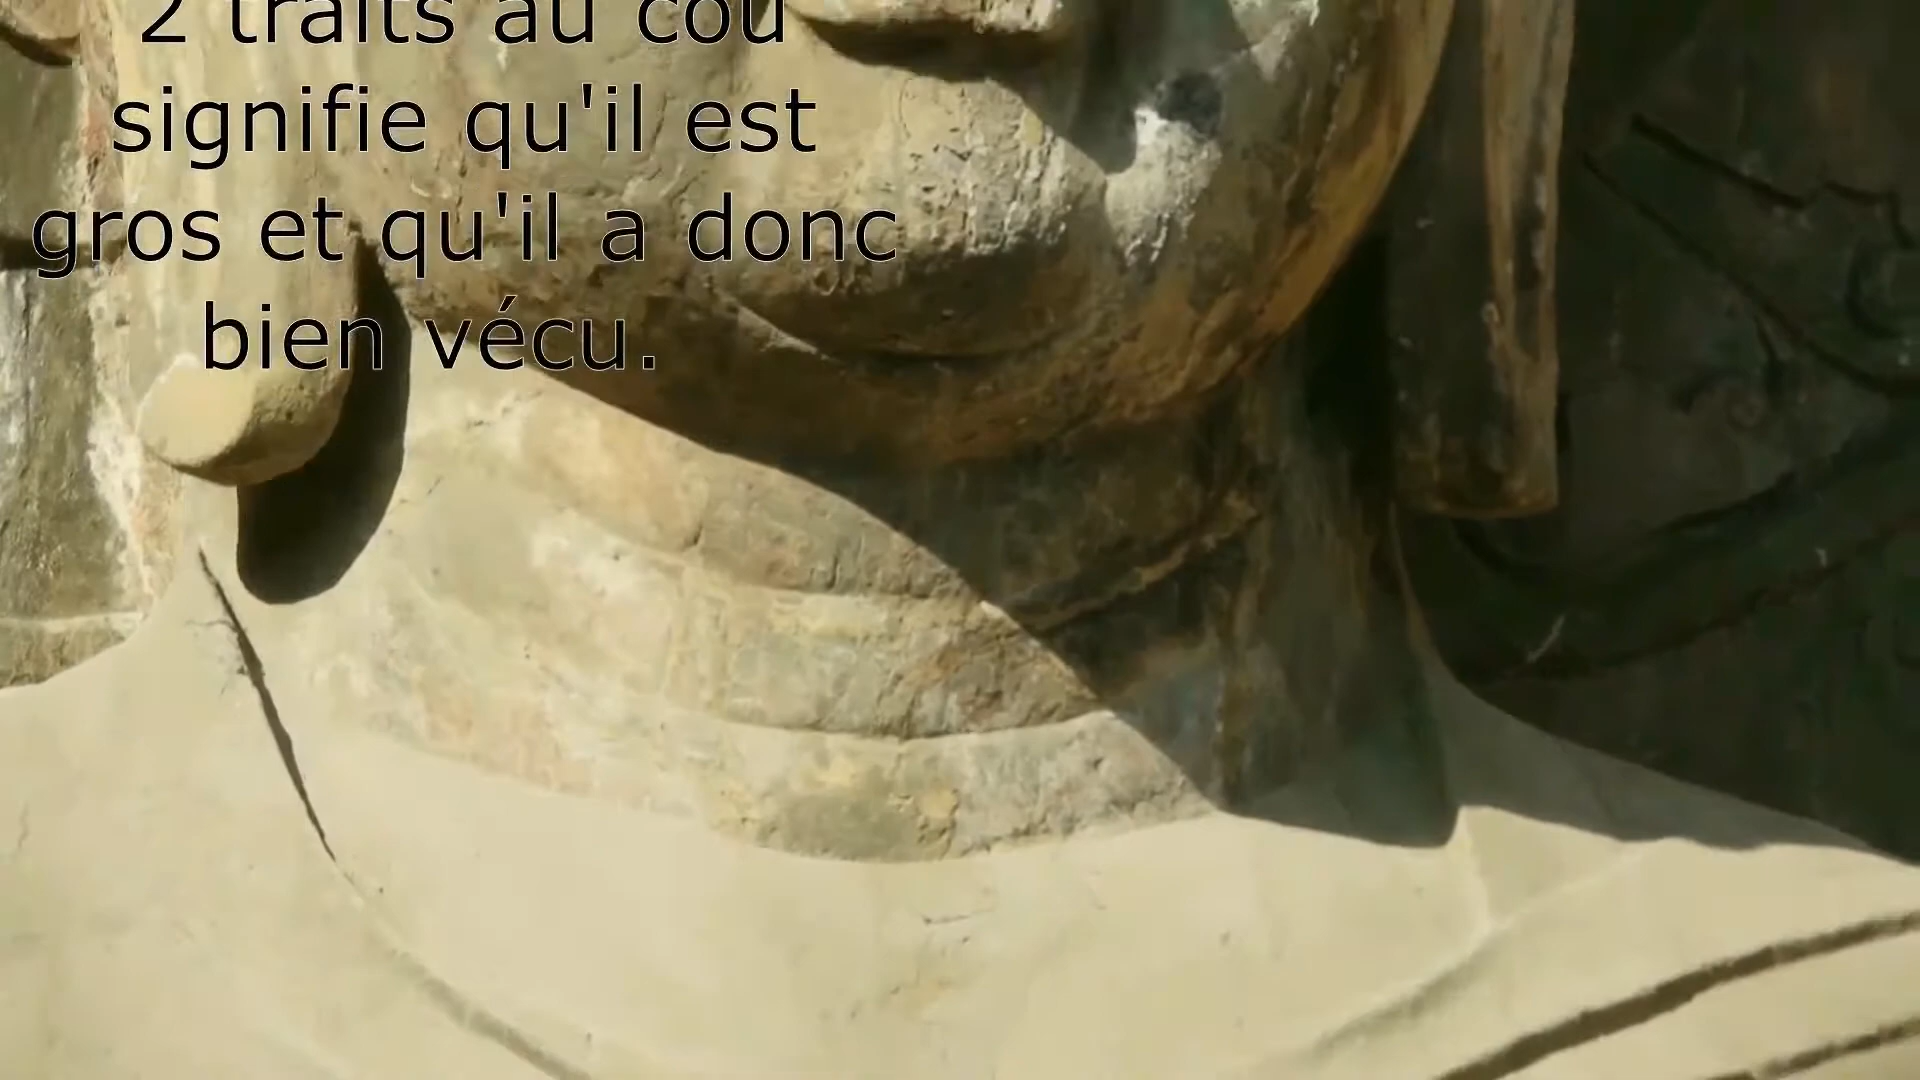 2 traits au cou
signifie qu'il est
gros et qu'il a donc
bien vécu.